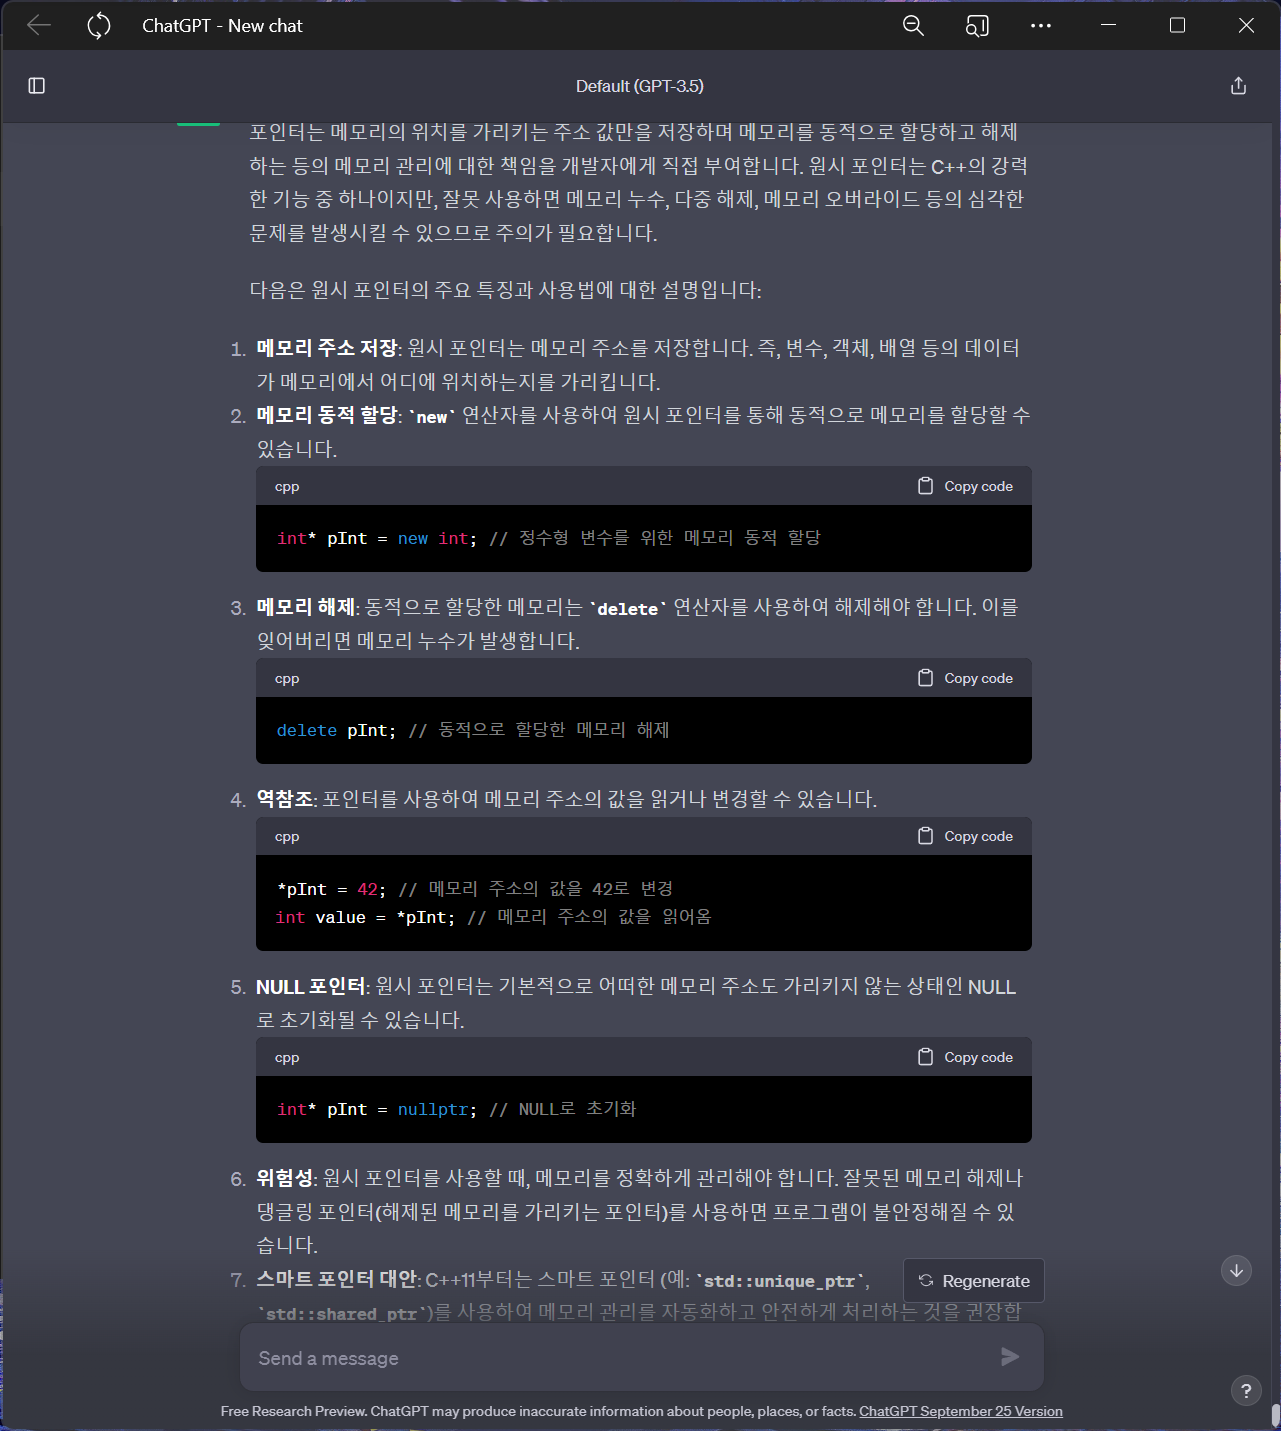 ChatGPT - New chat
Default (GPT-3.5)
포인터는 메모리의 위치를 가리키는 주소 값만을 저장하며 메모리를 동적으로 할당하고 해제
하는 등의 메모리 관리에 대한 책임을 개발자에게 직접 부여합니다. 원시 포인터는 C++의 강력
한 기능 중 하나이지만, 잘못 사용하면 메모리 누수, 다중 해제, 메모리 오버라이드 등의 심각한
문제를 발생시킬 수 있으므로 주의가 필요합니다.
다음은 원시 포인터의 주요 특징과 사용법에 대한 설명입니다:
1. 메모리 주소 저장: 원시 포인터는 메모리 주소를 저장합니다. 즉, 변수, 객체, 배열 등의 데이터
가 메모리에서 어디에 위치하는지를 가리킵니다.
2. 메모리 동적 할당: `new` 연산자를 사용하여 원시 포인터를 통해 동적으로 메모리를 할당할 수
있습니다.
cpp Copy code
int* pInt = new int; // 정수형 변수를 위한 메모리 동적 할당
3. 메모리 해제: 동적으로 할당한 메모리는 `delete` 연산자를 사용하여 해제해야 합니다. 이를
잊어버리면 메모리 누수가 발생합니다.
cpp Copy code
delete pInt; // 동적으로 할당한 메모리 해제
4. 역참조: 포인터를 사용하여 메모리 주소의 값을 읽거나 변경할 수 있습니다.
cpp Copy code
*pInt = 42; // 메모리 주소의 값을 42로 변경
int value = *pInt; // 메모리 주소의 값을 읽어옴
5. NULL 포인터: 원시 포인터는 기본적으로 어떠한 메모리 주소도 가리키지 않는 상태인 NULL
로 초기화될 수 있습니다.
cpp Copy code
int* pInt = nullptr; // NULL로 초기화
6. 위험성: 원시 포인터를 사용할 때, 메모리를 정확하게 관리해야 합니다. 잘못된 메모리 해제나
댕글링 포인터(해제된 메모리를 가리키는 포인터)를 사용하면 프로그램이 불안정해질 수 있
습니다.
7. 스마트 포인터 대안: C++11부터는 스마트 포인터 (예: `std::unique_ptr`,
`std::shared_ptr`)를 사용하여 메모리 관리를 자동화하고 안전하게 처리하는 것을 권장합
Regenerate
Send a message
?
Free Research Preview. ChatGPT may produce inaccurate information about people, places, or facts. ChatGPT September 25 Version